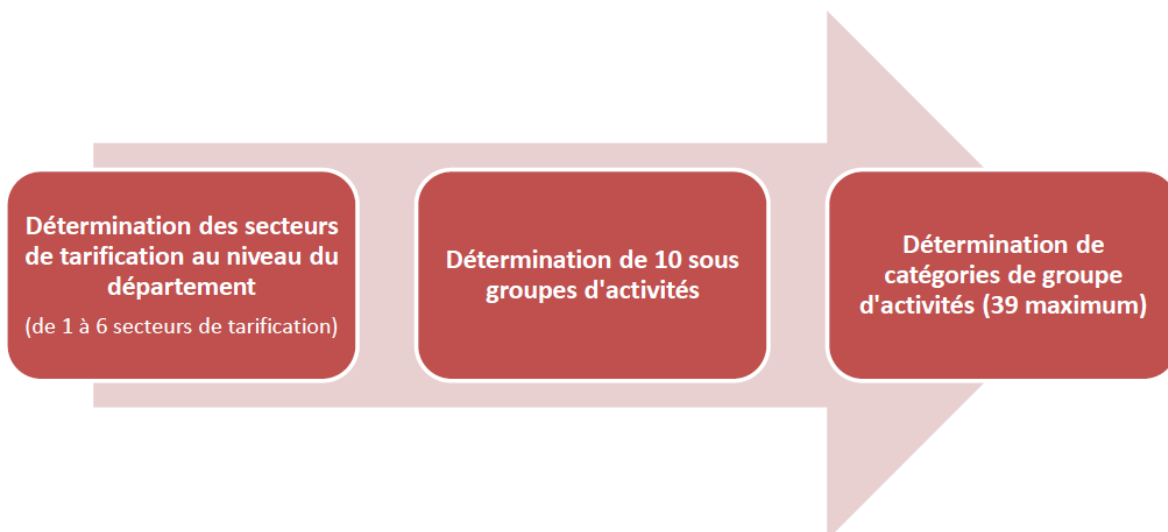 Détermination des secteurs
de tarification au niveau du
département
(de 1 à 6 secteurs de tarification)
Détermination de 10 sous
groupes d'activités
Détermination de
catégories de groupe
d'activités (39 maximum)